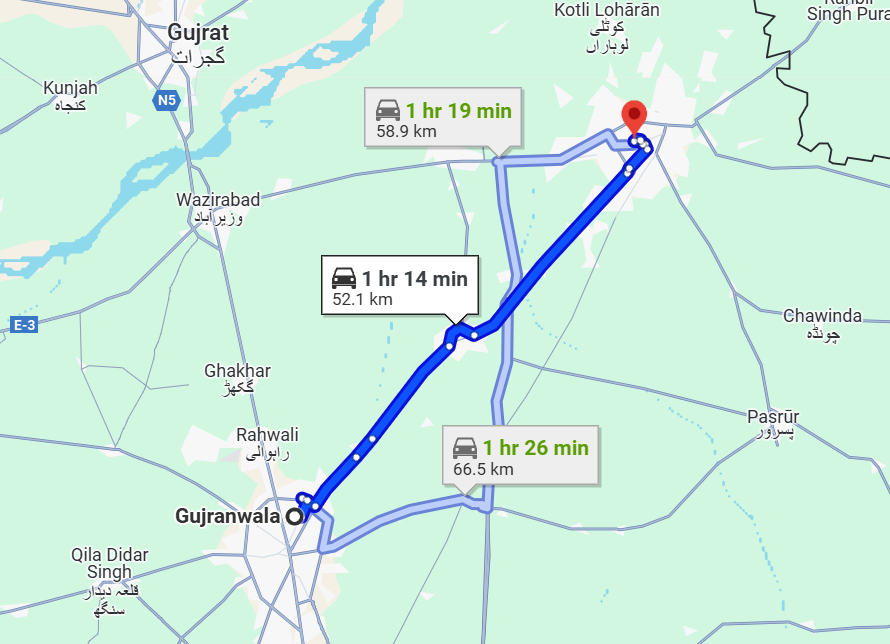 Kotli Lohārān
کوٹلی
لوہاراں
Singh Pura
Gujrat
گجرات
Kunjah
کنجاہ
N5
1 hr 19 min
58.9 km
Wazirabad
وزیرآباد
1 hr 14 min
52.1 km
E-3
Chawinda
چونڈہ
Ghakhar
گکھڑ
Pasrūr
پسرور
Rahwali
راہوالی
1 hr 26 min
66.5 km
Gujranwala
Qila Didar
Singh
قلعہ دیدار
سنگھ